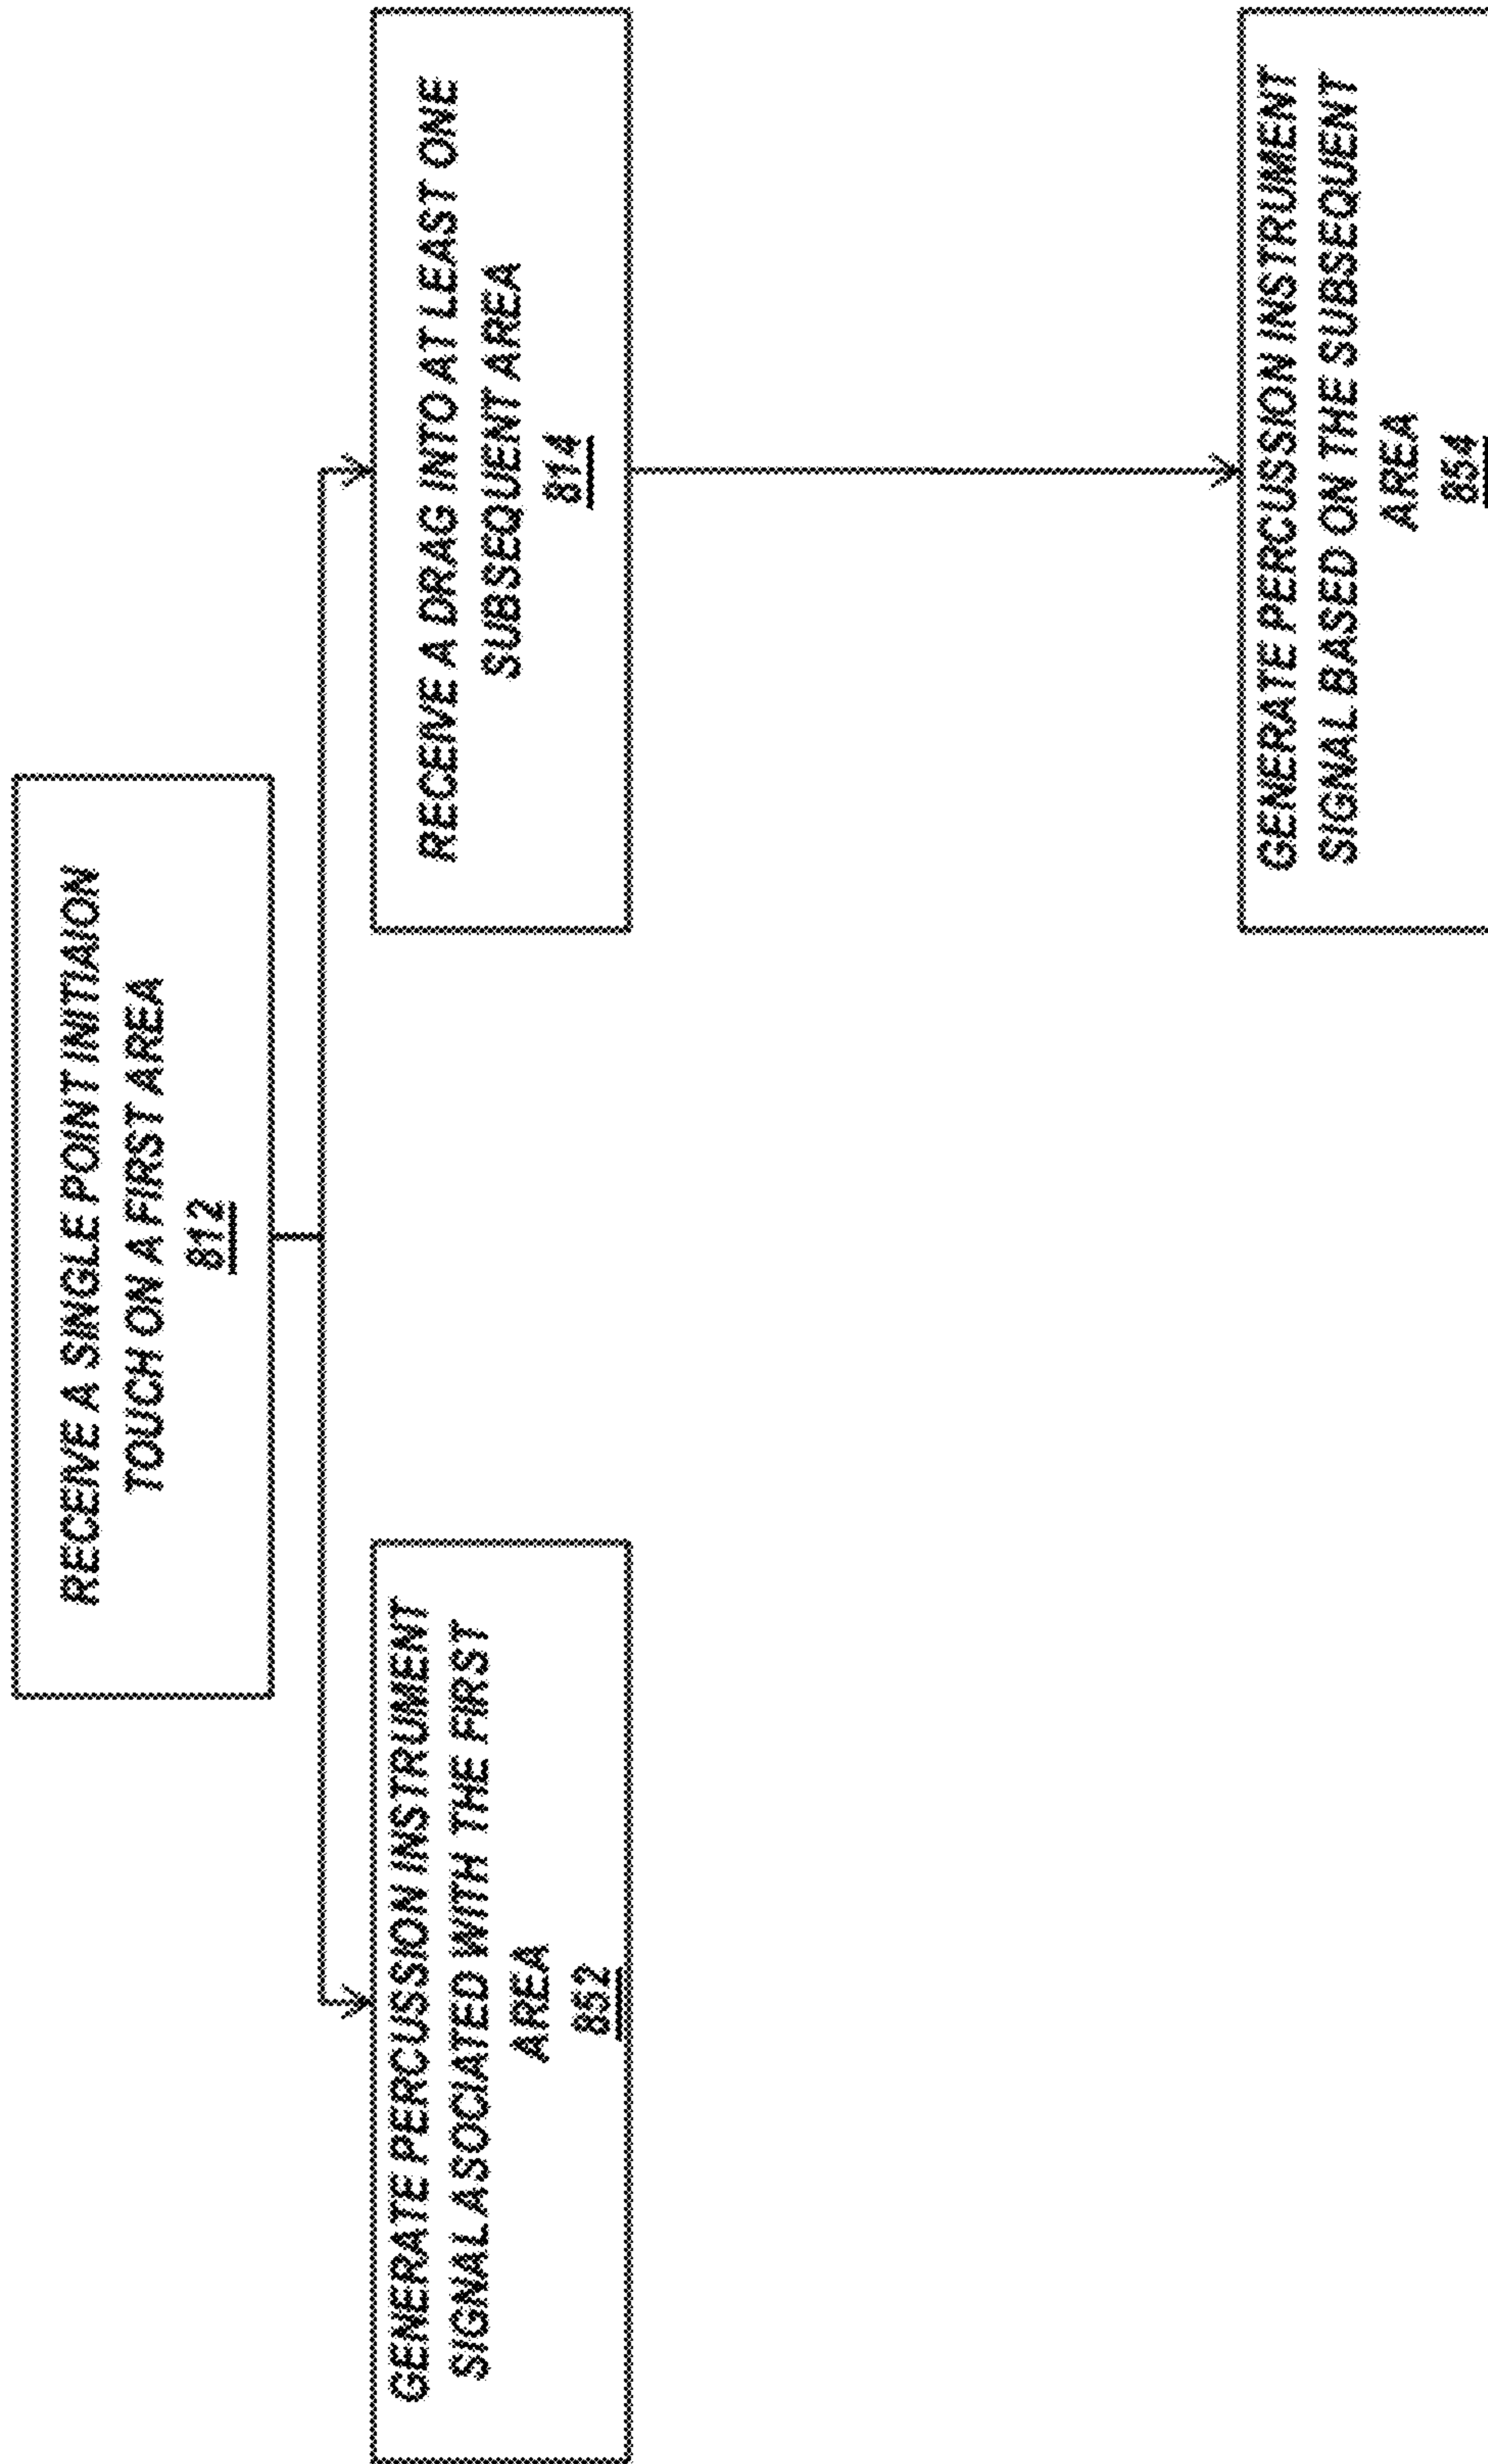 RECEIVE A SINGLE POINT INITIAION
TOUCH ON A FIRST AREA
812
GENERATE PERCUSSION INSTRUMENT
SIGNAL ASOCIATED WITH THE FIRST
AREA
852
RECEIVE A DRAG INTO AT LEAST ONE
SUBSEQUENT AREA
814
GENERATE PERCUSSION INSTRUMENT
SIGNAL BASED ON THE SUBSEQUENT
AREA
854